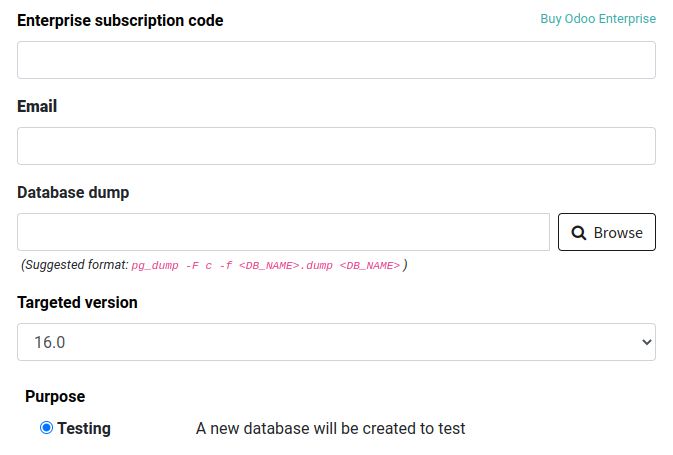 Enterprise subscription code Buy Odoo Enterprise
Email
Database dump
Browse
(Suggested format: pg_dump -F c -f <DB_NAME>.dump <DB_NAME> )
Targeted version
16.0
Purpose
Testing A new database will be created to test